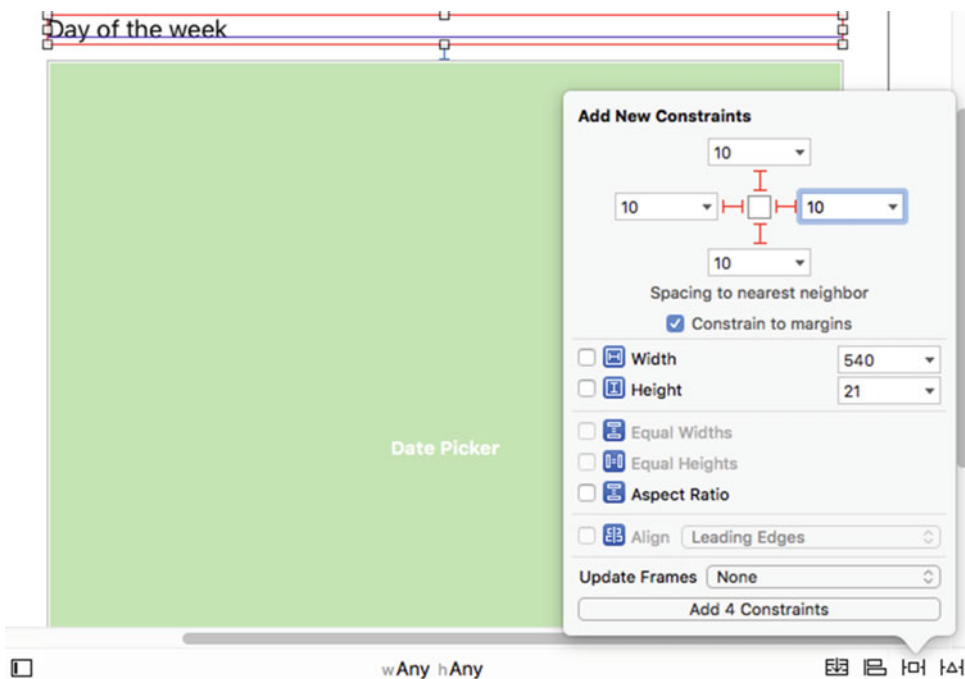 Day of the week
Add New Constraints
10
10
10
10
Spacing to nearest neighbor
Constrain to margins
Width 540
Height 21
Equal Widths
Equal Heights
Aspect Ratio
Align Leading Edges
Update Frames None
Add 4 Constraints
Date Picker
wAny hAny